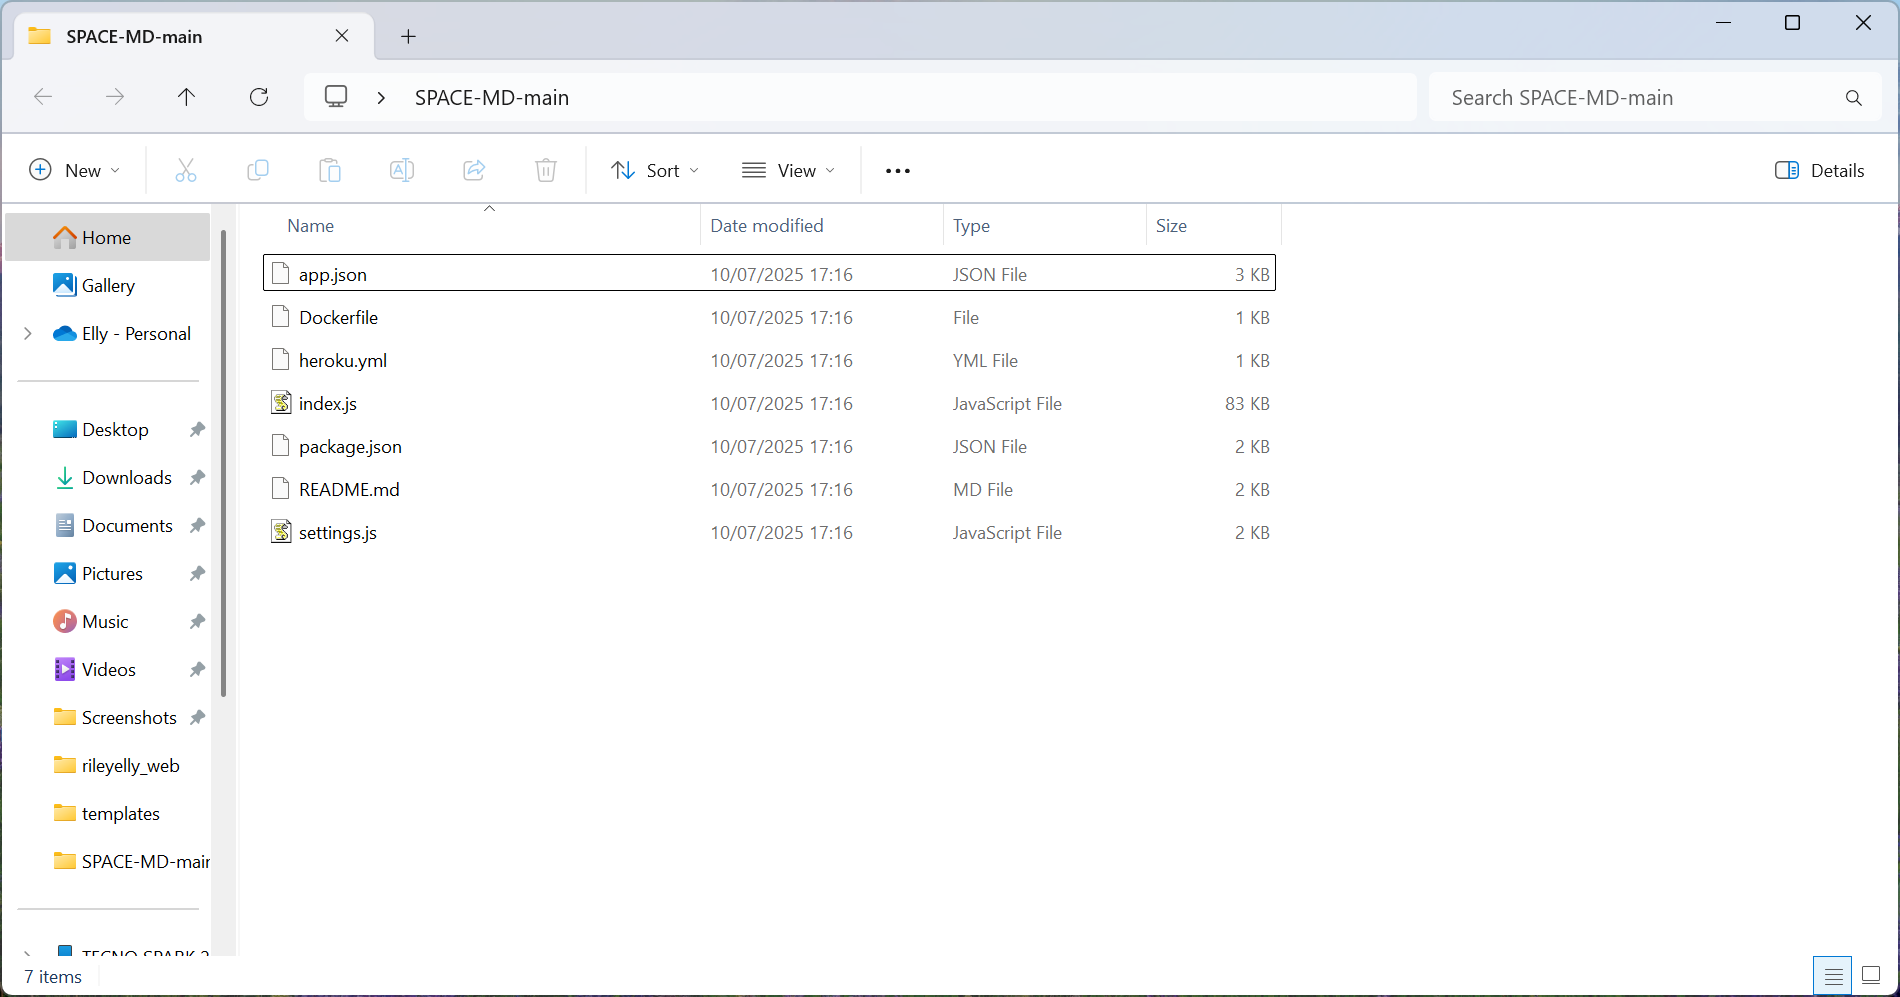 SPACE-MD-main
SPACE-MD-main
Search SPACE-MD-main
New
Sort
View
Details
Home
Gallery
Elly - Personal
Desktop
Downloads
Documents
Pictures
Music
Videos
Screenshots
rileyelly_web
templates
SPACE-MD-mair
TECNO SPARK 2
Name Date modified Type Size
app.json 10/07/2025 17:16 JSON File 3 KB
Dockerfile 10/07/2025 17:16 File 1 KB
heroku.yml 10/07/2025 17:16 YML File 1 KB
index.js 10/07/2025 17:16 JavaScript File 83 KB
package.json 10/07/2025 17:16 JSON File 2 KB
README.md 10/07/2025 17:16 MD File 2 KB
settings.js 10/07/2025 17:16 JavaScript File 2 KB
7 items